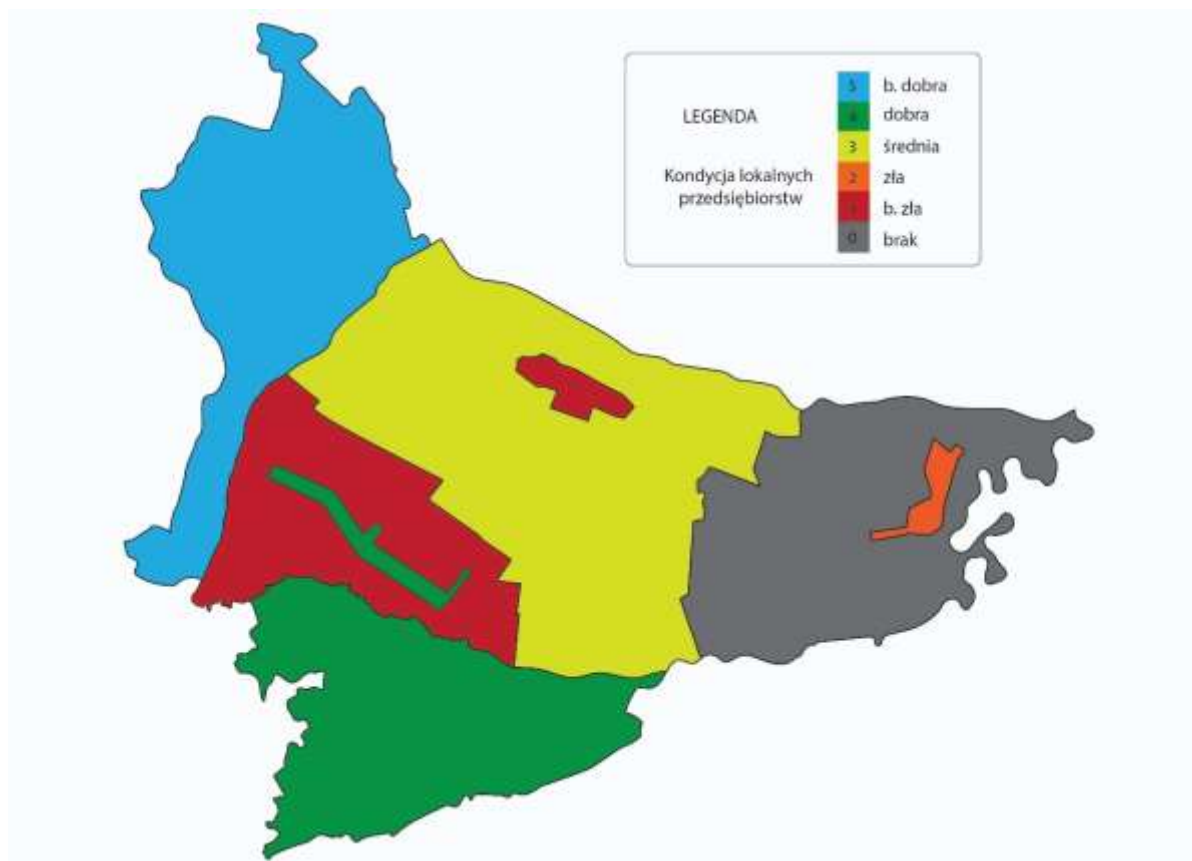 LEGENDA
Kondycja lokalnych
przedsiębiorstw
5 b. dobra
4 dobra
3 średnia
2 zła
1 b. zła
0 brak